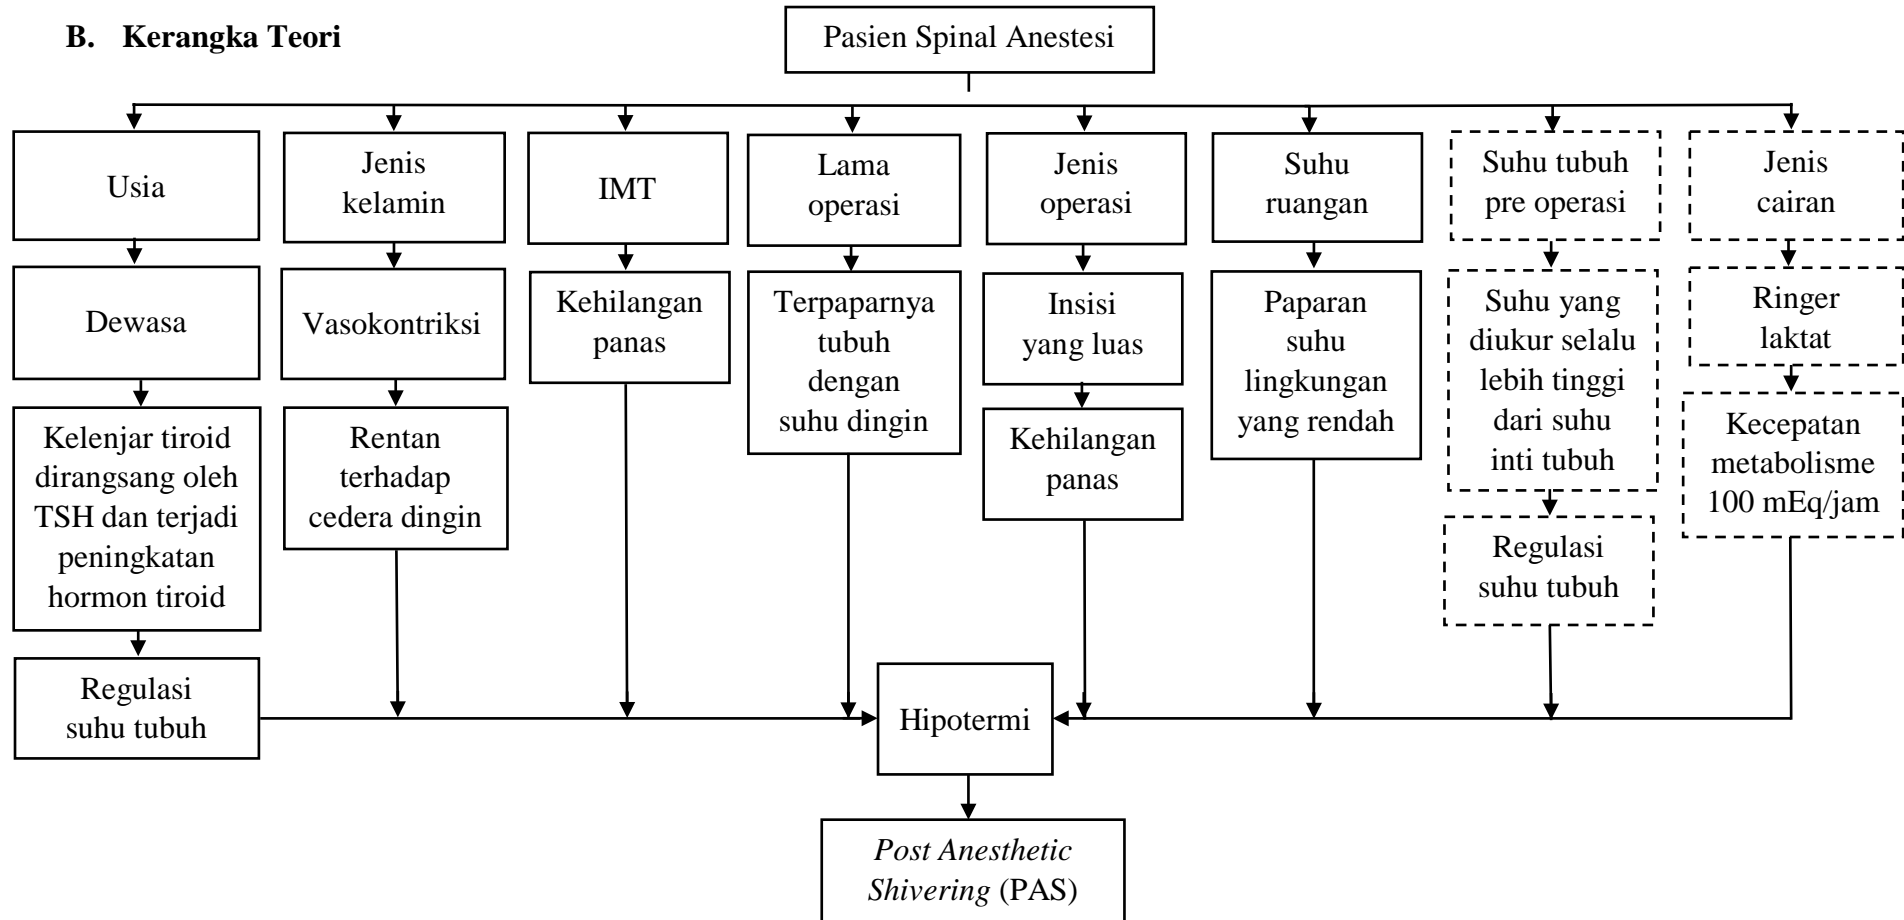 B. Kerangka Teori
Pasien Spinal Anestesi
Usia
Jenis
kelamin
IMT
Lama
operasi
Jenis
operasi
Suhu
ruangan
Suhu tubuh
pre operasi
Jenis
cairan
Dewasa
Vasokontriksi
Kehilangan
panas
Terpaparnya
tubuh
dengan
suhu dingin
Insisi
yang luas
Paparan
suhu
lingkungan
yang rendah
Suhu yang
diukur selalu
lebih tinggi
dari suhu
inti tubuh
Ringer
laktat
Kelenjar tiroid
dirangsang oleh
TSH dan terjadi
peningkatan
hormon tiroid
Rentan
terhadap
cedera dingin
Kehilangan
panas
Kecepatan
metabolisme
100 mEq/jam
Regulasi
suhu tubuh
Regulasi
suhu tubuh
Hipotermi
Post Anesthetic
Shivering (PAS)